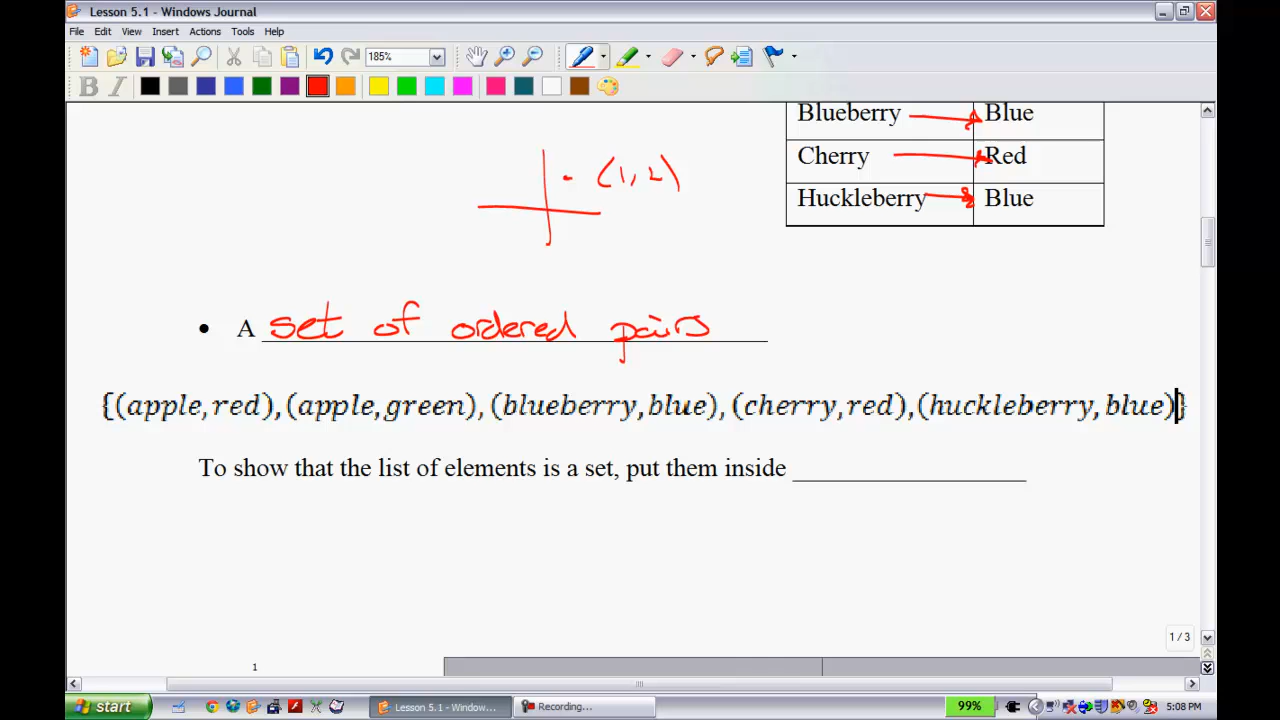 Lesson 5.1 - Windows Journal
File Edit View Insert Actions Tools Help
185%
B I
Blueberry Blue
Cherry Red
Huckleberry Blue
(1,2)
• A set of ordered pairs
{(apple, red), (apple, green), (blueberry, blue), (cherry, red), (huckleberry, blue)}
To show that the list of elements is a set, put them inside ____________________
1 / 3
1
start Lesson 5.1 - Window... Recording... 99% 5:08 PM